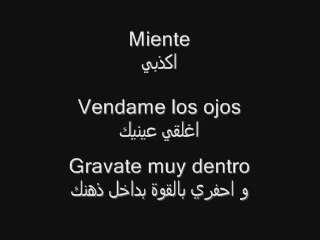 Miente
اكذبي
Vendame los ojos
اغلقي عينيك
Gravate muy dentro
و احفري بالقوة بداخل ذهنك